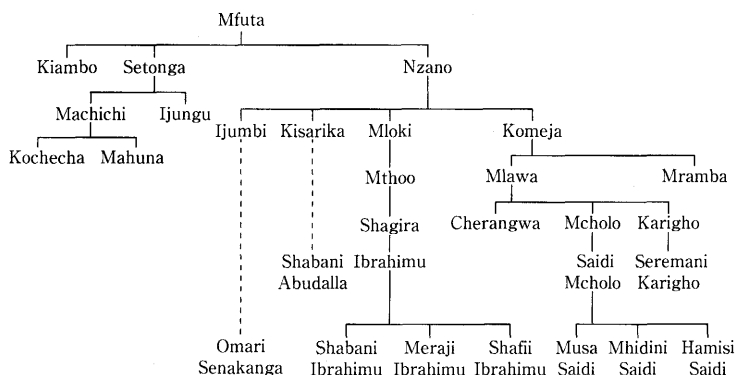 Mfuta
Kiambo Setonga Nzano
Machichi Ijungu
Ijumbi Kisarika Mloki Komeja
Kochecha Mahuna
Mthoo Mlawa Mramba
Shagira Cherangwa Mcholo Karigho
Shabani Ibrahimu Saidi Seremani
Abudalla Mcholo Karigho
Omari Shabani Meraji Shafii Musa Mhidini Hamisi
Senakanga Ibrahimu Ibrahimu Ibrahimu Saidi Saidi Saidi